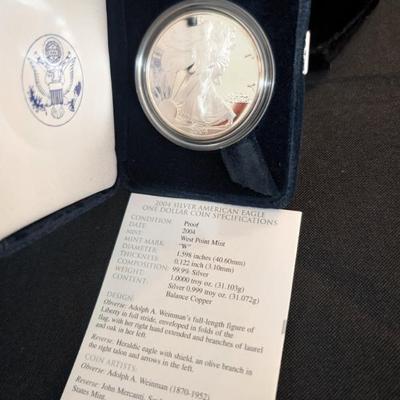 2004 SILVER AMERICAN EAGLE
ONE DOLLAR COIN SPECIFICATIONS
CONDITION: Proof
DATE: 2004
MINT: West Point Mint
MINT MARK: "W"
DIAMETER: 1.598 inches (40.60mm)
THICKNESS: 0.122 inch (3.10mm)
COMPOSITION: 99.9% Silver
WEIGHT: 1.0000 troy oz. (31.103g)
CONTENT: Silver 0.999 troy oz. (31.072g)
Balance Copper
DESIGN:
Obverse: Adolph A. Weinman's full-length figure of
Liberty in full stride, enveloped in folds of the
flag, with her right hand extended and branches of laurel
and oak in her left.
Reverse: Heraldic eagle with shield, an olive branch in
the right talon and arrows in the left.
COIN ARTISTS:
Obverse: Adolph A. Weinman (1870-1952)
Reverse: John Mercanti,
States Mint.